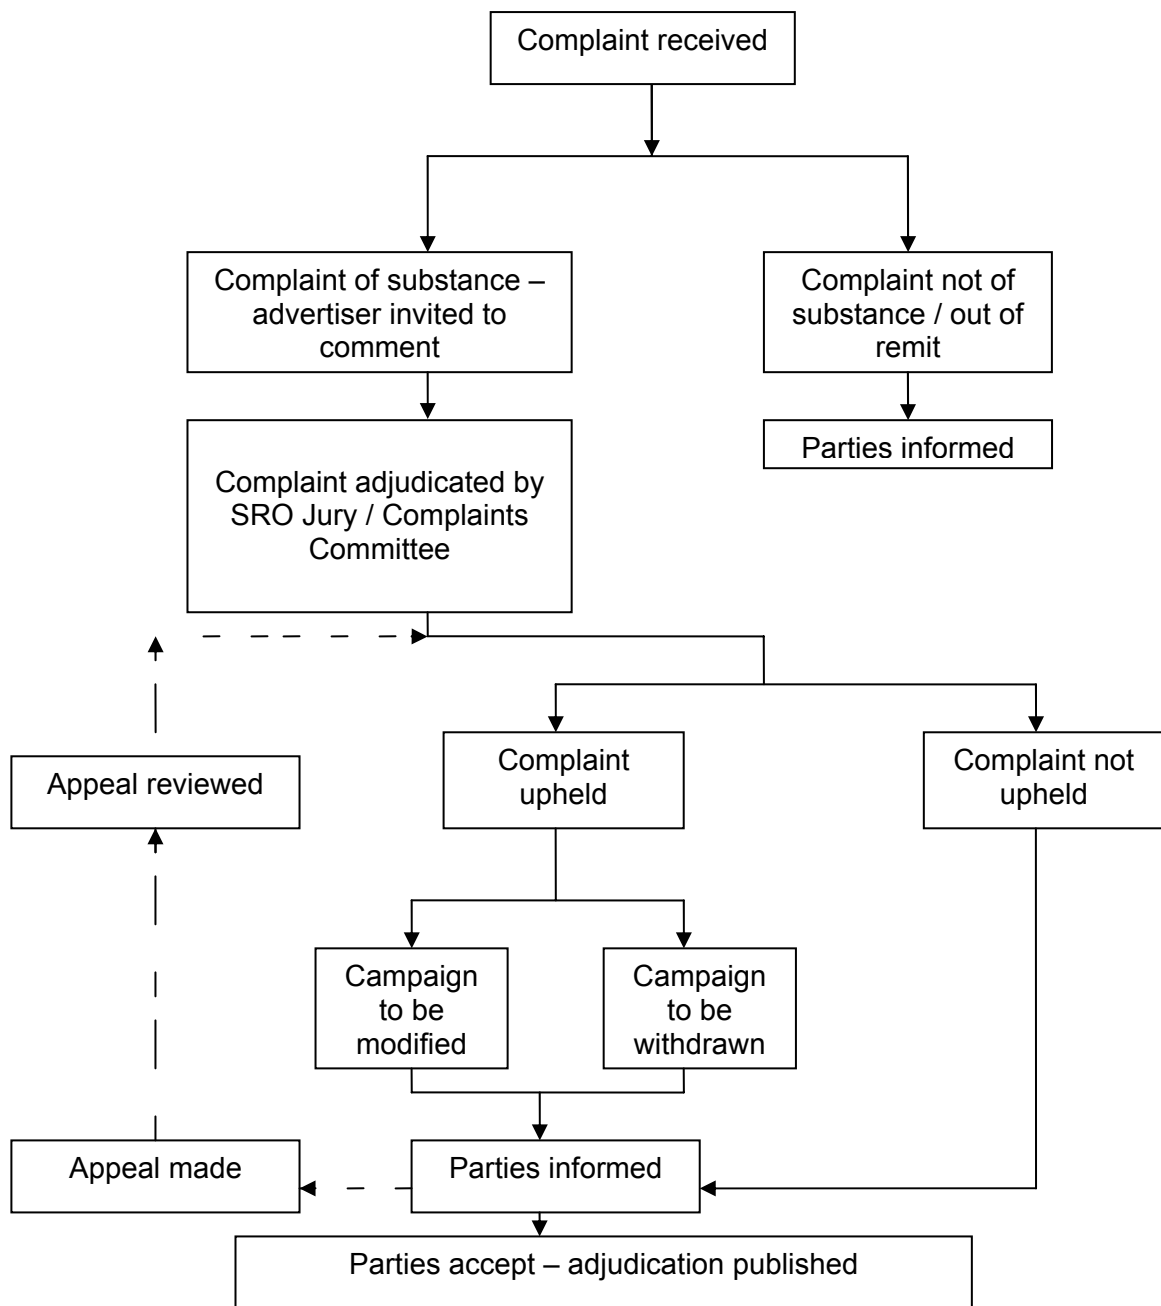 Complaint received
Complaint of substance –
advertiser invited to
comment
Complaint not of
substance / out of
remit
Parties informed
Complaint adjudicated by
SRO Jury / Complaints
Committee
Appeal reviewed
Complaint
upheld
Complaint not
upheld
Campaign
to be
modified
Campaign
to be
withdrawn
Appeal made
Parties informed
Parties accept – adjudication published